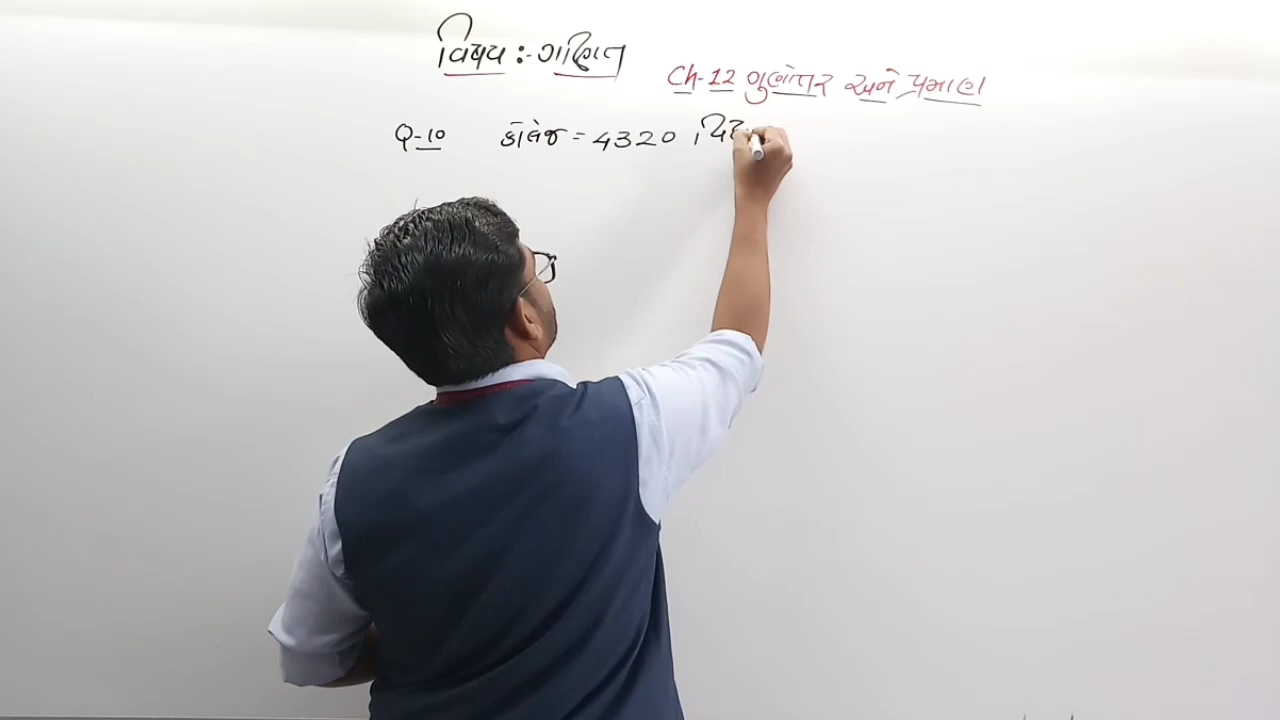 વિષય :- ગણિત
Ch-12 ગુણોત્તર અને પ્રમાણ
Q-10 કૉલેજ = 4320